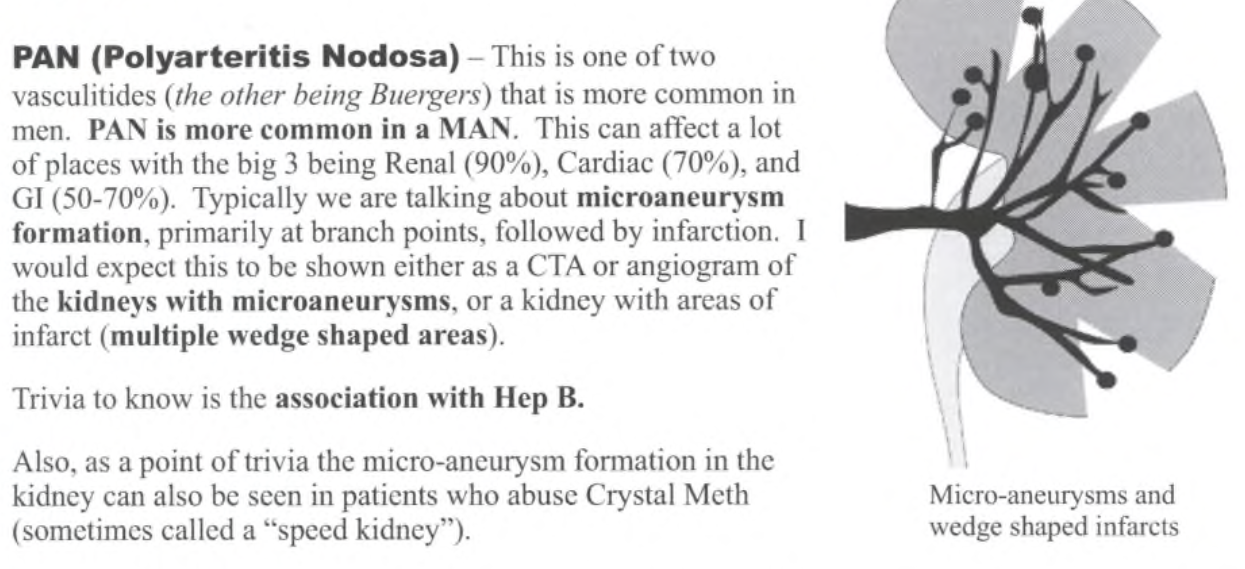 PAN (Polyarteritis Nodosa) – This is one of two
vasculitides (the other being Buergers) that is more common in
men. PAN is more common in a MAN. This can affect a lot
of places with the big 3 being Renal (90%), Cardiac (70%), and
GI (50-70%). Typically we are talking about microaneurysm
formation, primarily at branch points, followed by infarction. I
would expect this to be shown either as a CTA or angiogram of
the kidneys with microaneurysms, or a kidney with areas of
infarct (multiple wedge shaped areas).
Trivia to know is the association with Hep B.
Also, as a point of trivia the micro-aneurysm formation in the
kidney can also be seen in patients who abuse Crystal Meth
(sometimes called a “speed kidney”).
Micro-aneurysms and
wedge shaped infarcts